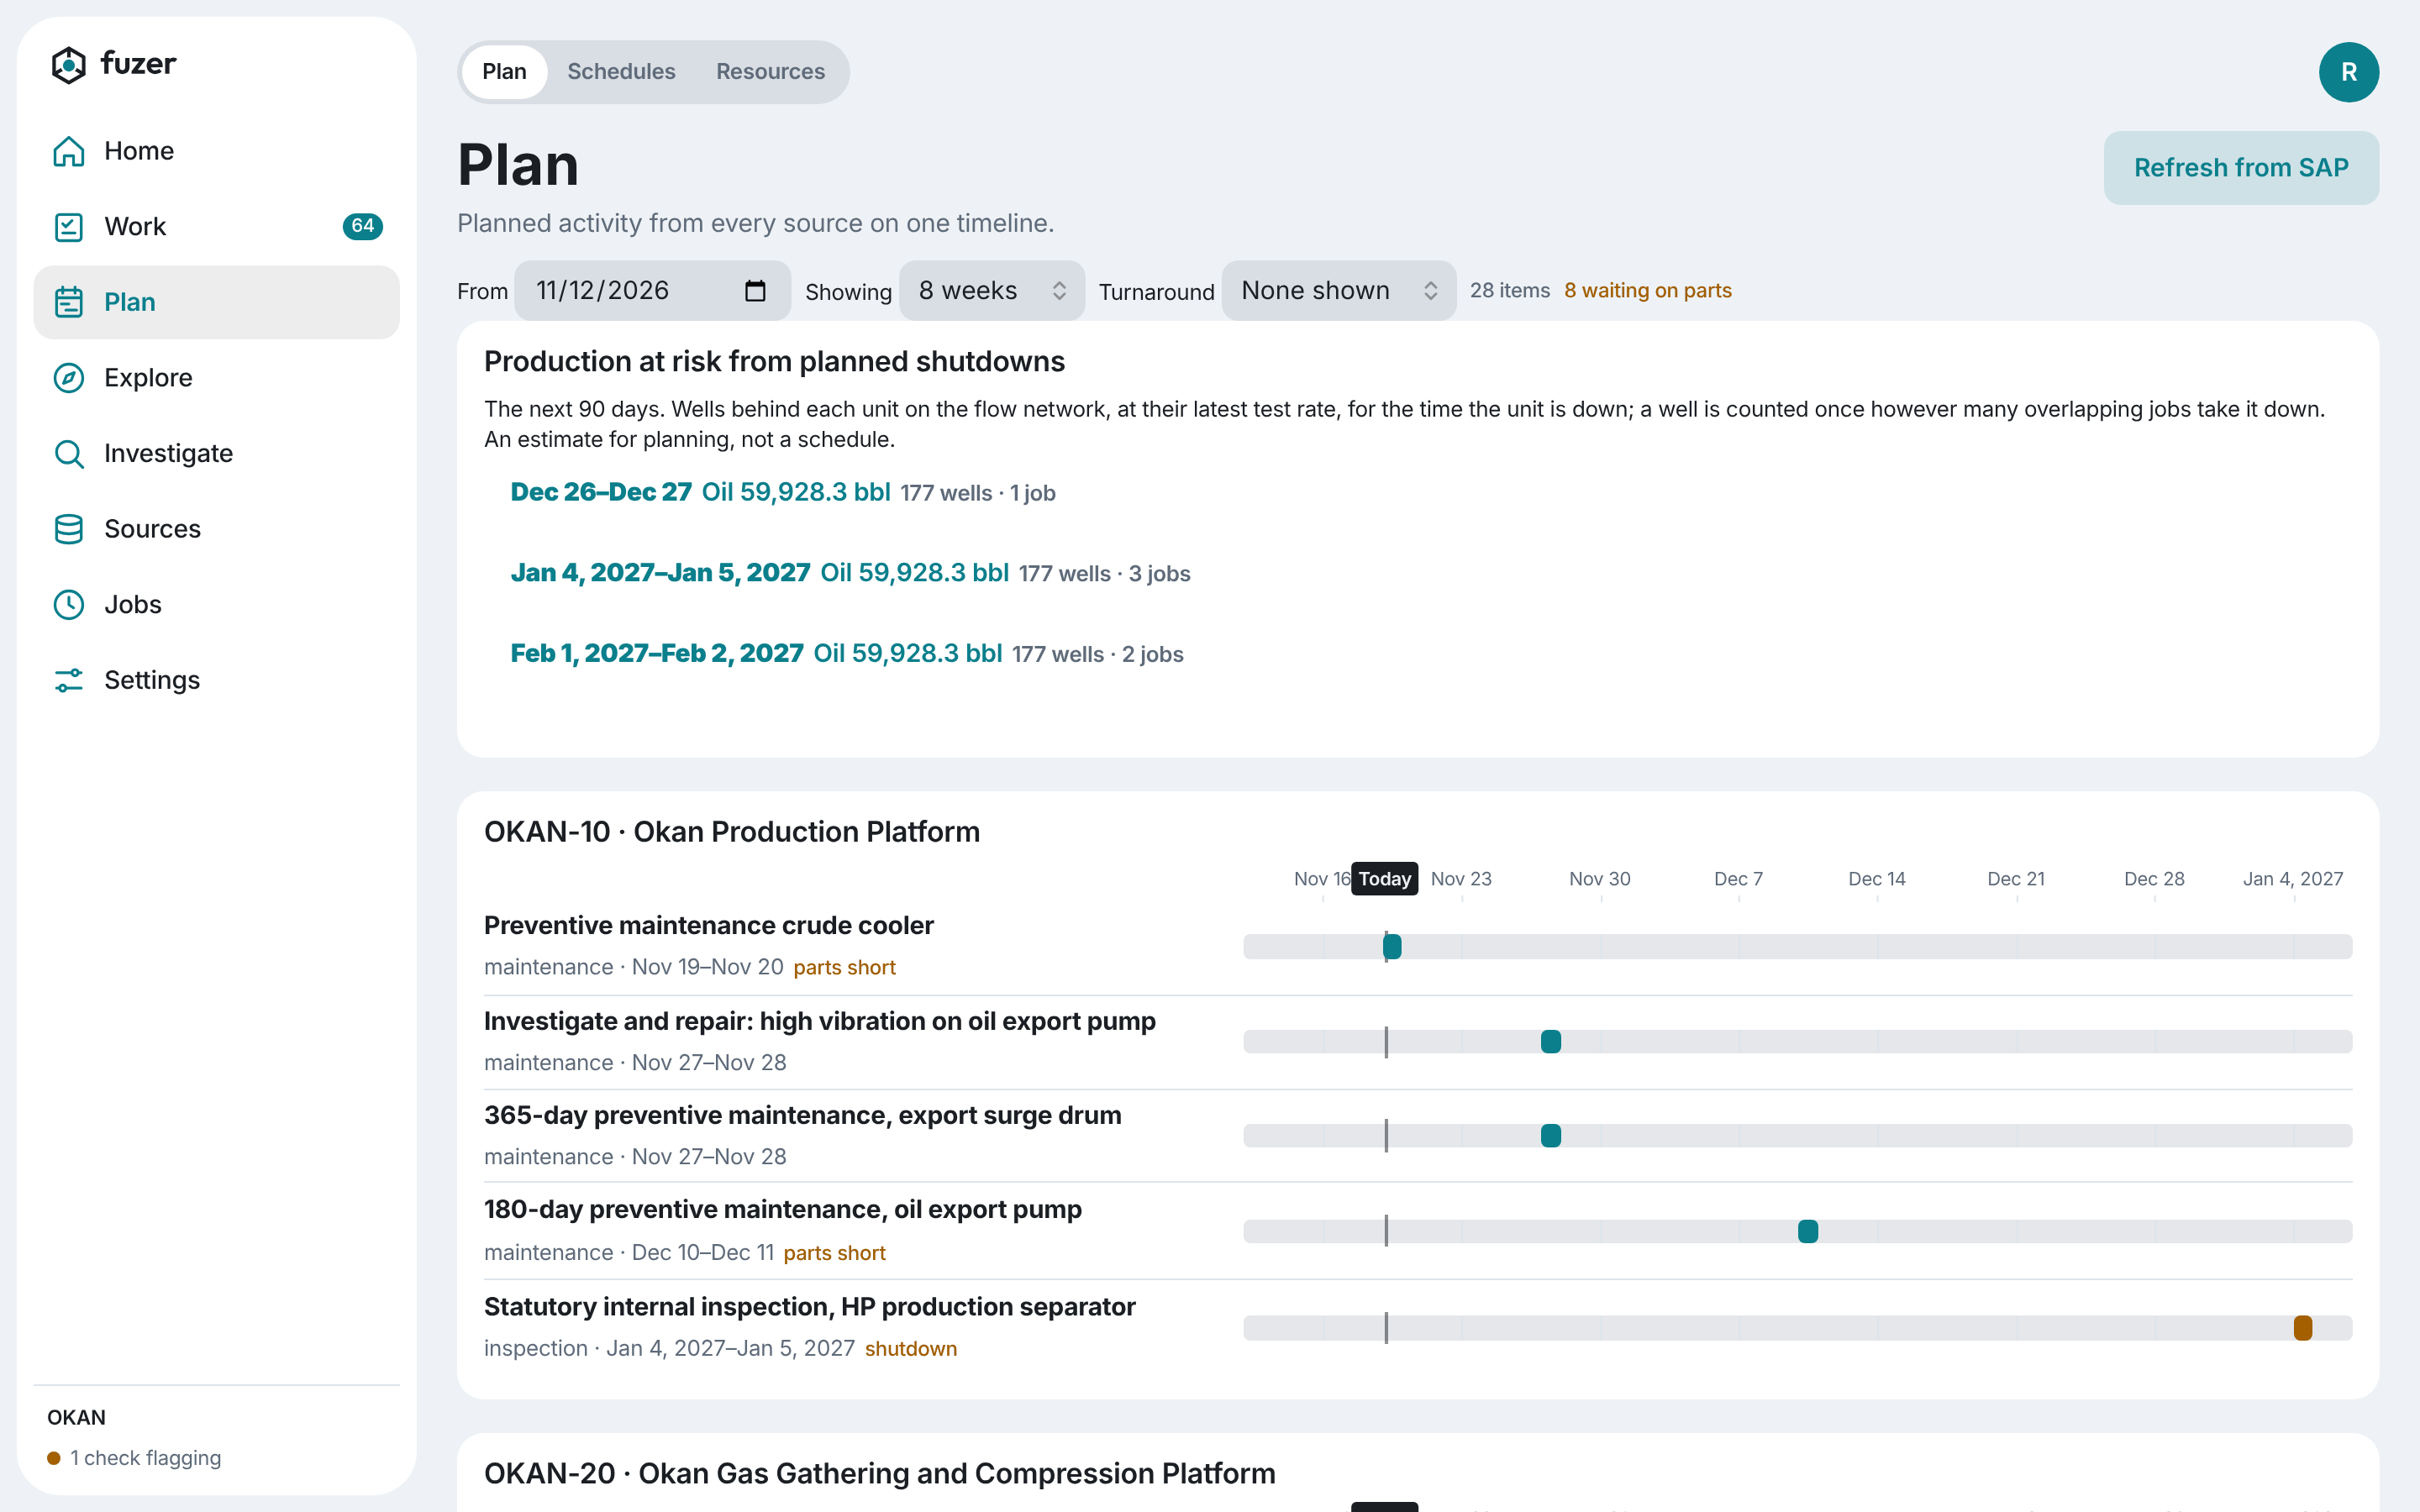 fuzer
Home
Work 64
Plan
Explore
Investigate
Sources
Jobs
Settings
OKAN
1 check flagging
Plan Schedules Resources
R
Plan
Refresh from SAP
Planned activity from every source on one timeline.
From 11/12/2026 Showing 8 weeks Turnaround None shown 28 items 8 waiting on parts
Production at risk from planned shutdowns
The next 90 days. Wells behind each unit on the flow network, at their latest test rate, for the time the unit is down; a well is counted once however many overlapping jobs take it down.
An estimate for planning, not a schedule.
Dec 26–Dec 27 Oil 59,928.3 bbl 177 wells · 1 job
Jan 4, 2027–Jan 5, 2027 Oil 59,928.3 bbl 177 wells · 3 jobs
Feb 1, 2027–Feb 2, 2027 Oil 59,928.3 bbl 177 wells · 2 jobs
OKAN-10 · Okan Production Platform
Nov 16 Today Nov 23 Nov 30 Dec 7 Dec 14 Dec 21 Dec 28 Jan 4, 2027
Preventive maintenance crude cooler
maintenance · Nov 19–Nov 20 parts short
Investigate and repair: high vibration on oil export pump
maintenance · Nov 27–Nov 28
365-day preventive maintenance, export surge drum
maintenance · Nov 27–Nov 28
180-day preventive maintenance, oil export pump
maintenance · Dec 10–Dec 11 parts short
Statutory internal inspection, HP production separator
inspection · Jan 4, 2027–Jan 5, 2027 shutdown
OKAN-20 · Okan Gas Gathering and Compression Platform